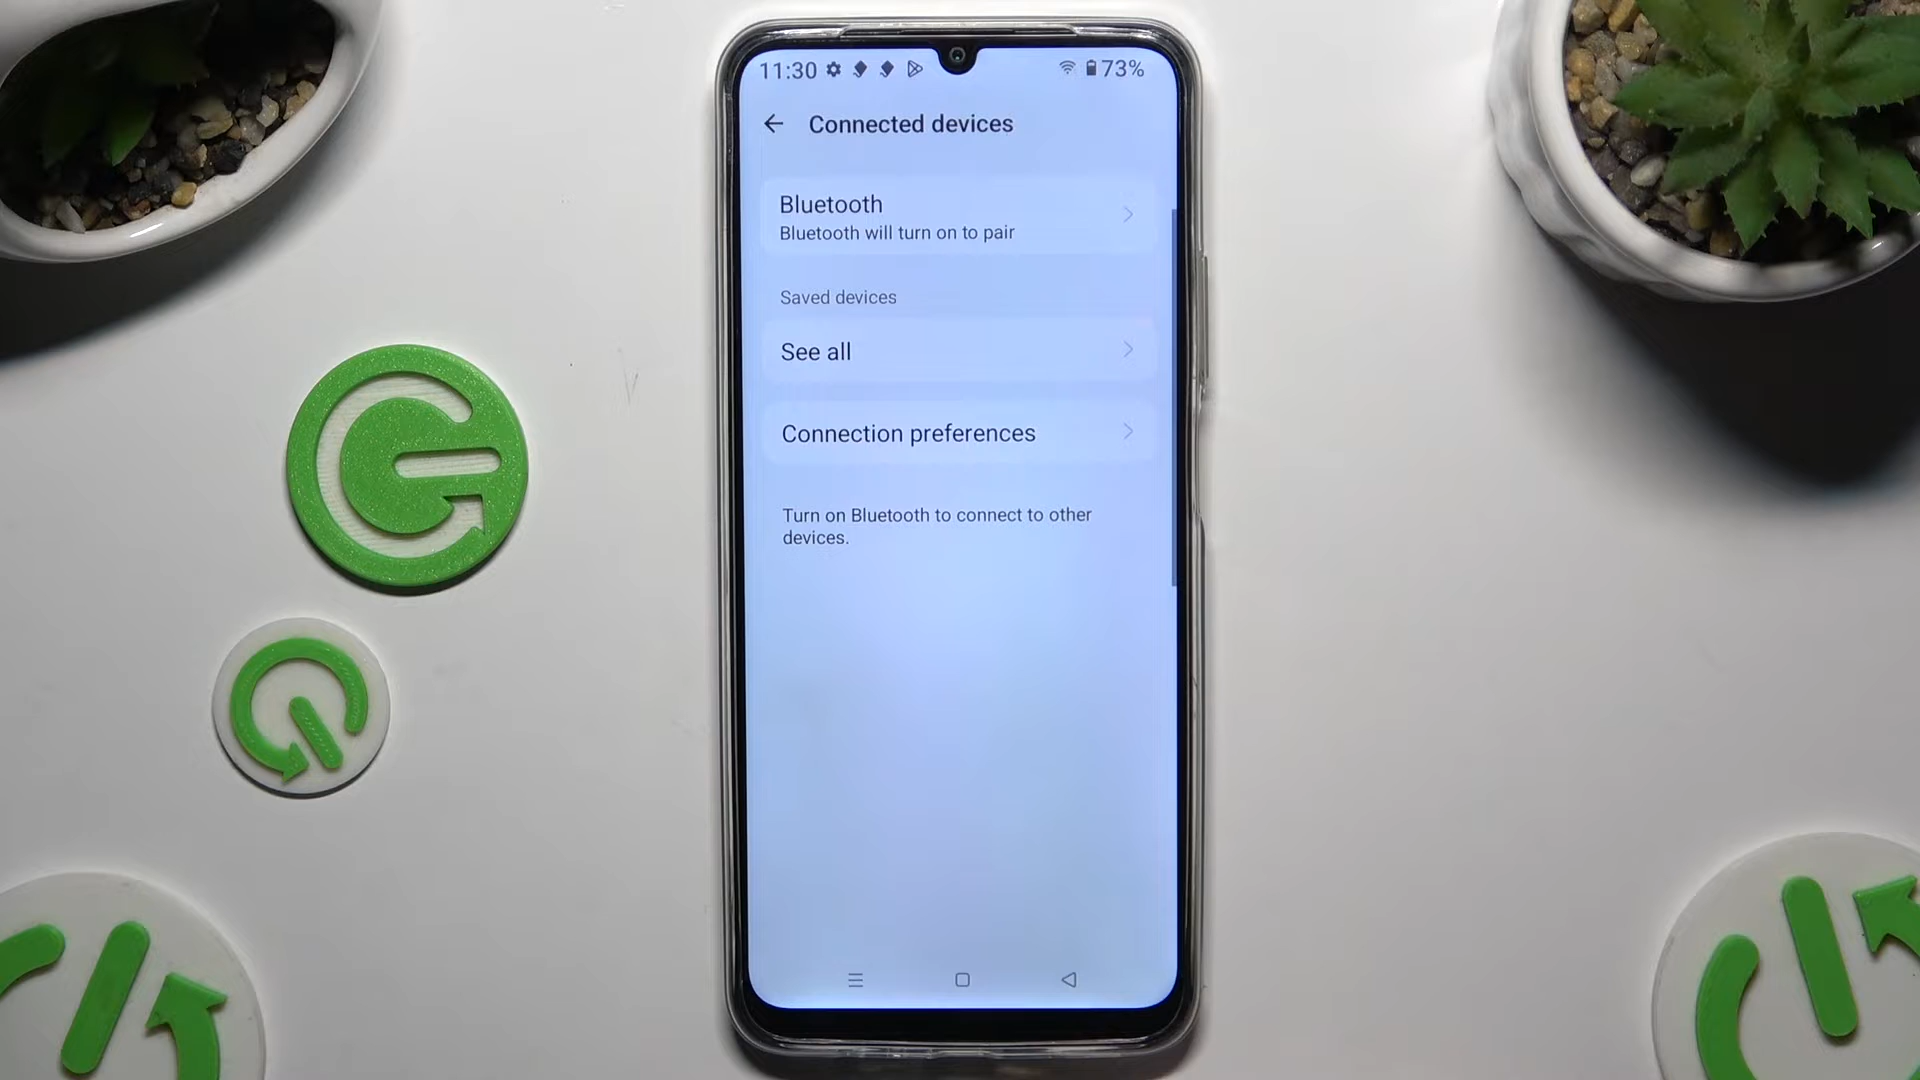 11:30 73%
Connected devices
Bluetooth
Bluetooth will turn on to pair
Saved devices
See all
Connection preferences
Turn on Bluetooth to connect to other
devices.